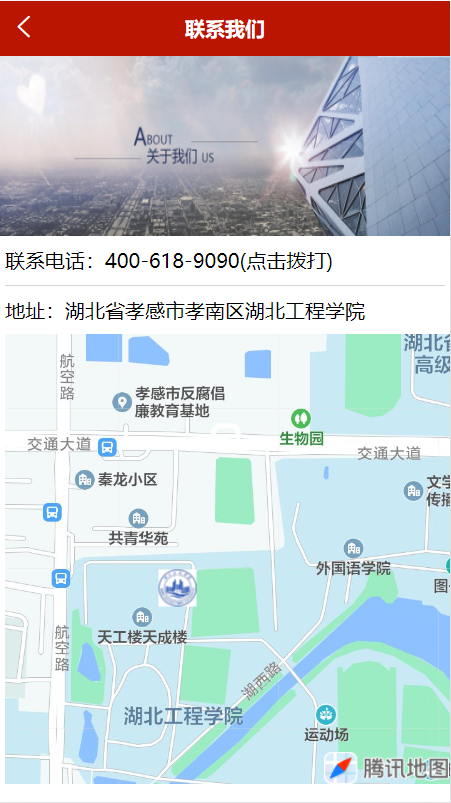 联系我们
ABOUT
关于我们 US
联系电话：400-618-9090(点击拨打)
地址：湖北省孝感市孝南区湖北工程学院
湖北
高级
航空路
孝感市反腐倡
廉教育基地
生物园
交通大道
交通大道
秦龙小区
文学
传播
共青华苑
外国语学院
图
天工楼天成楼
航空路
湖西路
湖北工程学院
运动场
腾讯地图